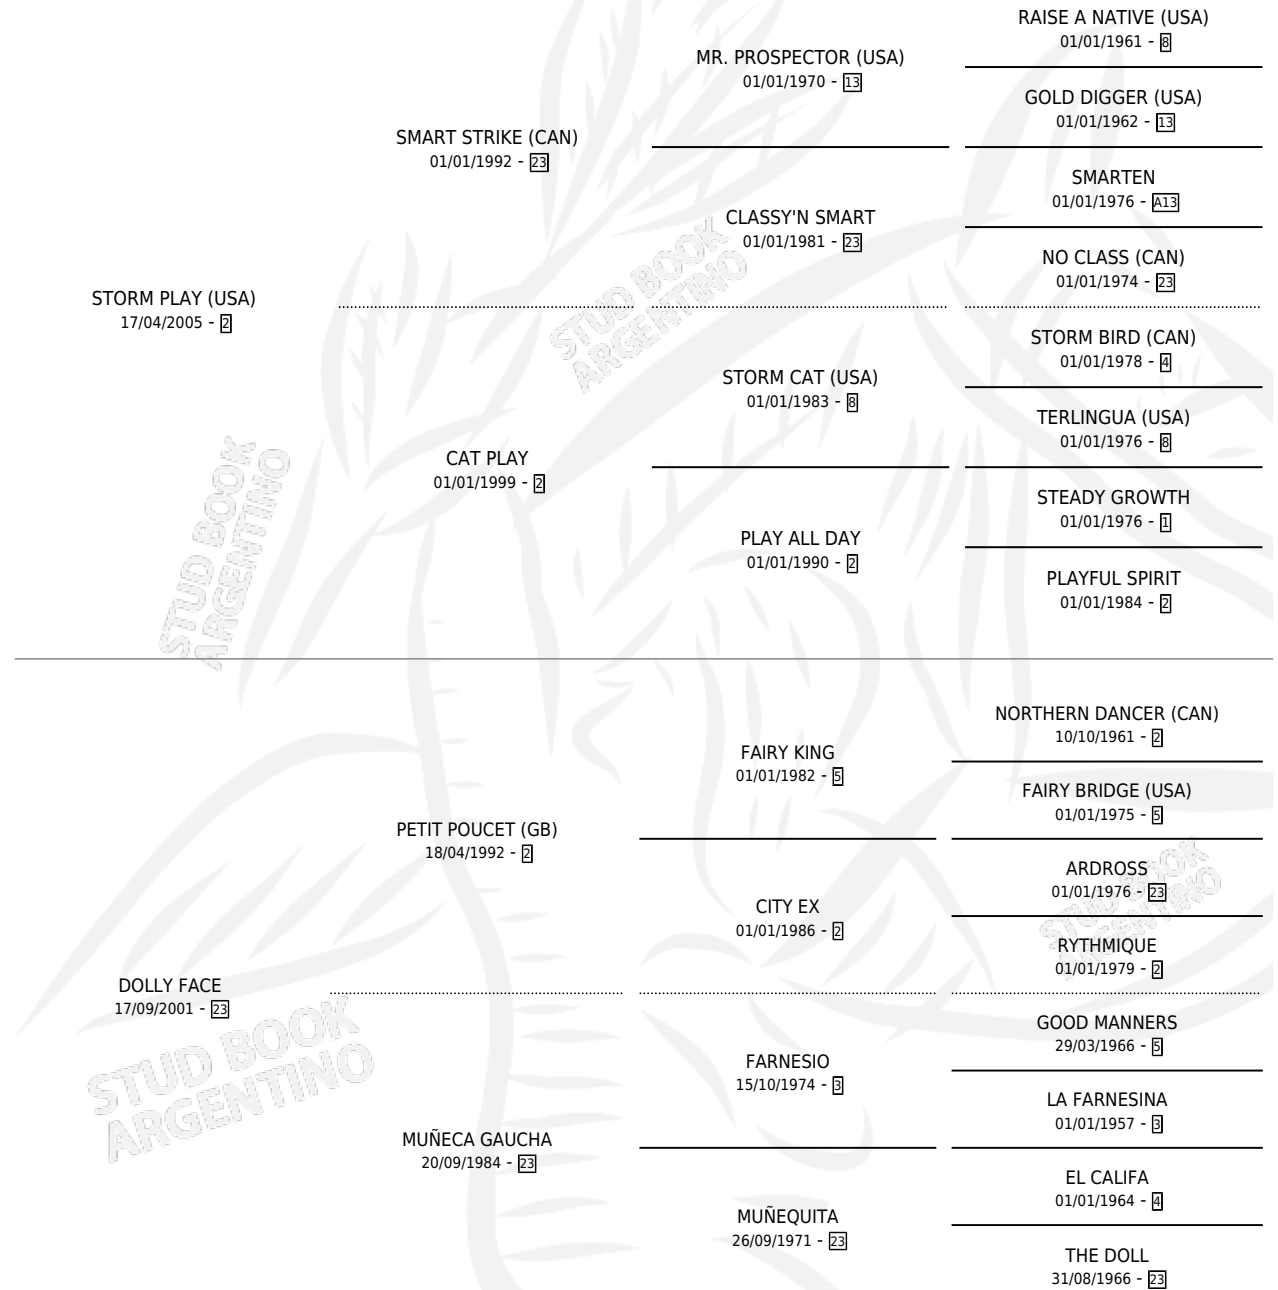 RAISE A NATIVE (USA)
01/01/1961 - 8
MR. PROSPECTOR (USA)
01/01/1970 - 13
GOLD DIGGER (USA)
01/01/1962 - 13
SMART STRIKE (CAN)
01/01/1992 - 23
SMARTEN
01/01/1976 - A13
CLASSY'N SMART
01/01/1981 - 23
NO CLASS (CAN)
01/01/1974 - 23
STORM PLAY (USA)
17/04/2005 - 2
STORM BIRD (CAN)
01/01/1978 - 4
STORM CAT (USA)
01/01/1983 - 8
TERLINGUA (USA)
01/01/1976 - 8
CAT PLAY
01/01/1999 - 2
STEADY GROWTH
01/01/1976 - 1
PLAY ALL DAY
01/01/1990 - 2
PLAYFUL SPIRIT
01/01/1984 - 2
NORTHERN DANCER (CAN)
10/10/1961 - 2
FAIRY KING
01/01/1982 - 5
FAIRY BRIDGE (USA)
01/01/1975 - 5
PETIT POUCET (GB)
18/04/1992 - 2
ARDROSS
01/01/1976 - 23
CITY EX
01/01/1986 - 2
RYTHMIQUE
01/01/1979 - 2
DOLLY FACE
17/09/2001 - 23
GOOD MANNERS
29/03/1966 - 5
FARNESIO
15/10/1974 - 3
LA FARNESINA
01/01/1957 - 3
MUÑECA GAUCHA
20/09/1984 - 23
EL CALIFA
01/01/1964 - 4
MUÑEQUITA
26/09/1971 - 23
THE DOLL
31/08/1966 - 23
STUD BOOK
ARGENTINO
STUD BOOK
ARGENTINO
STUD BOOK
ARGENTINO
STUD BOOK
ARGENTINO